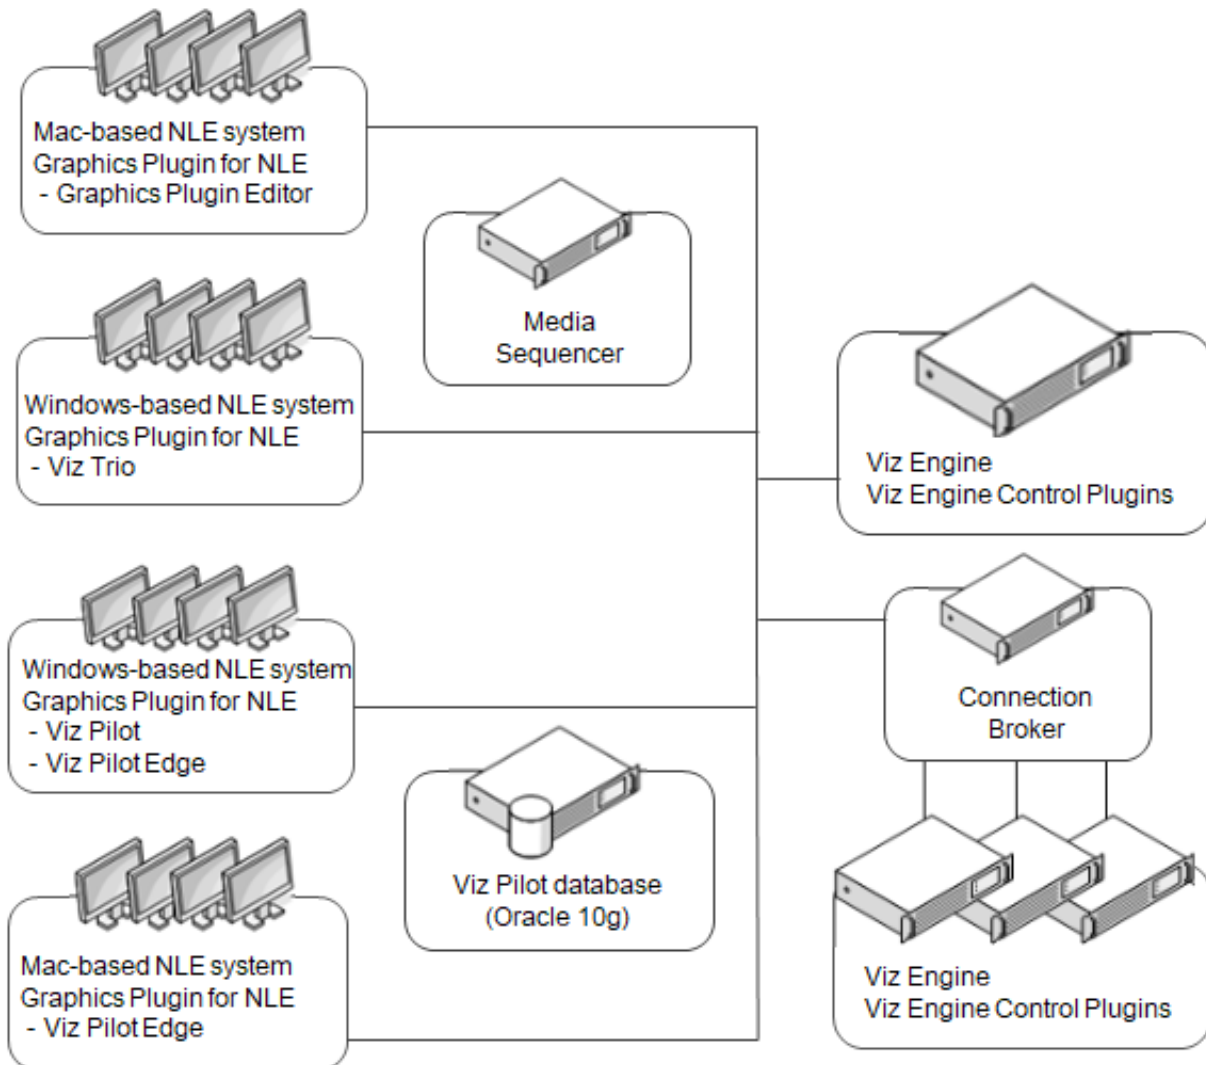 Mac-based NLE system
Graphics Plugin for NLE
- Graphics Plugin Editor
Media
Sequencer
Windows-based NLE system
Graphics Plugin for NLE
- Viz Trio
Viz Engine
Viz Engine Control Plugins
Windows-based NLE system
Graphics Plugin for NLE
- Viz Pilot
- Viz Pilot Edge
Connection
Broker
Viz Pilot database
(Oracle 10g)
Mac-based NLE system
Graphics Plugin for NLE
- Viz Pilot Edge
Viz Engine
Viz Engine Control Plugins